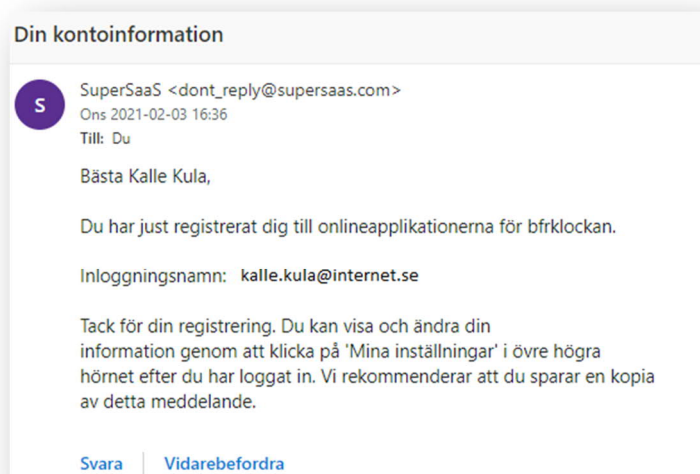 Din kontoinformation
S
SuperSaaS <dont_reply@supersaas.com>
Ons 2021-02-03 16:36
Till: Du
Bästa Kalle Kula,
Du har just registrerat dig till onlineapplikationerna för bfrklockan.
Inloggningsnamn: kalle.kula@internet.se
Tack för din registrering. Du kan visa och ändra din
information genom att klicka på 'Mina inställningar' i övre högra
hörnet efter du har loggat in. Vi rekommenderar att du sparar en kopia
av detta meddelande.
Svara | Vidarebefordra